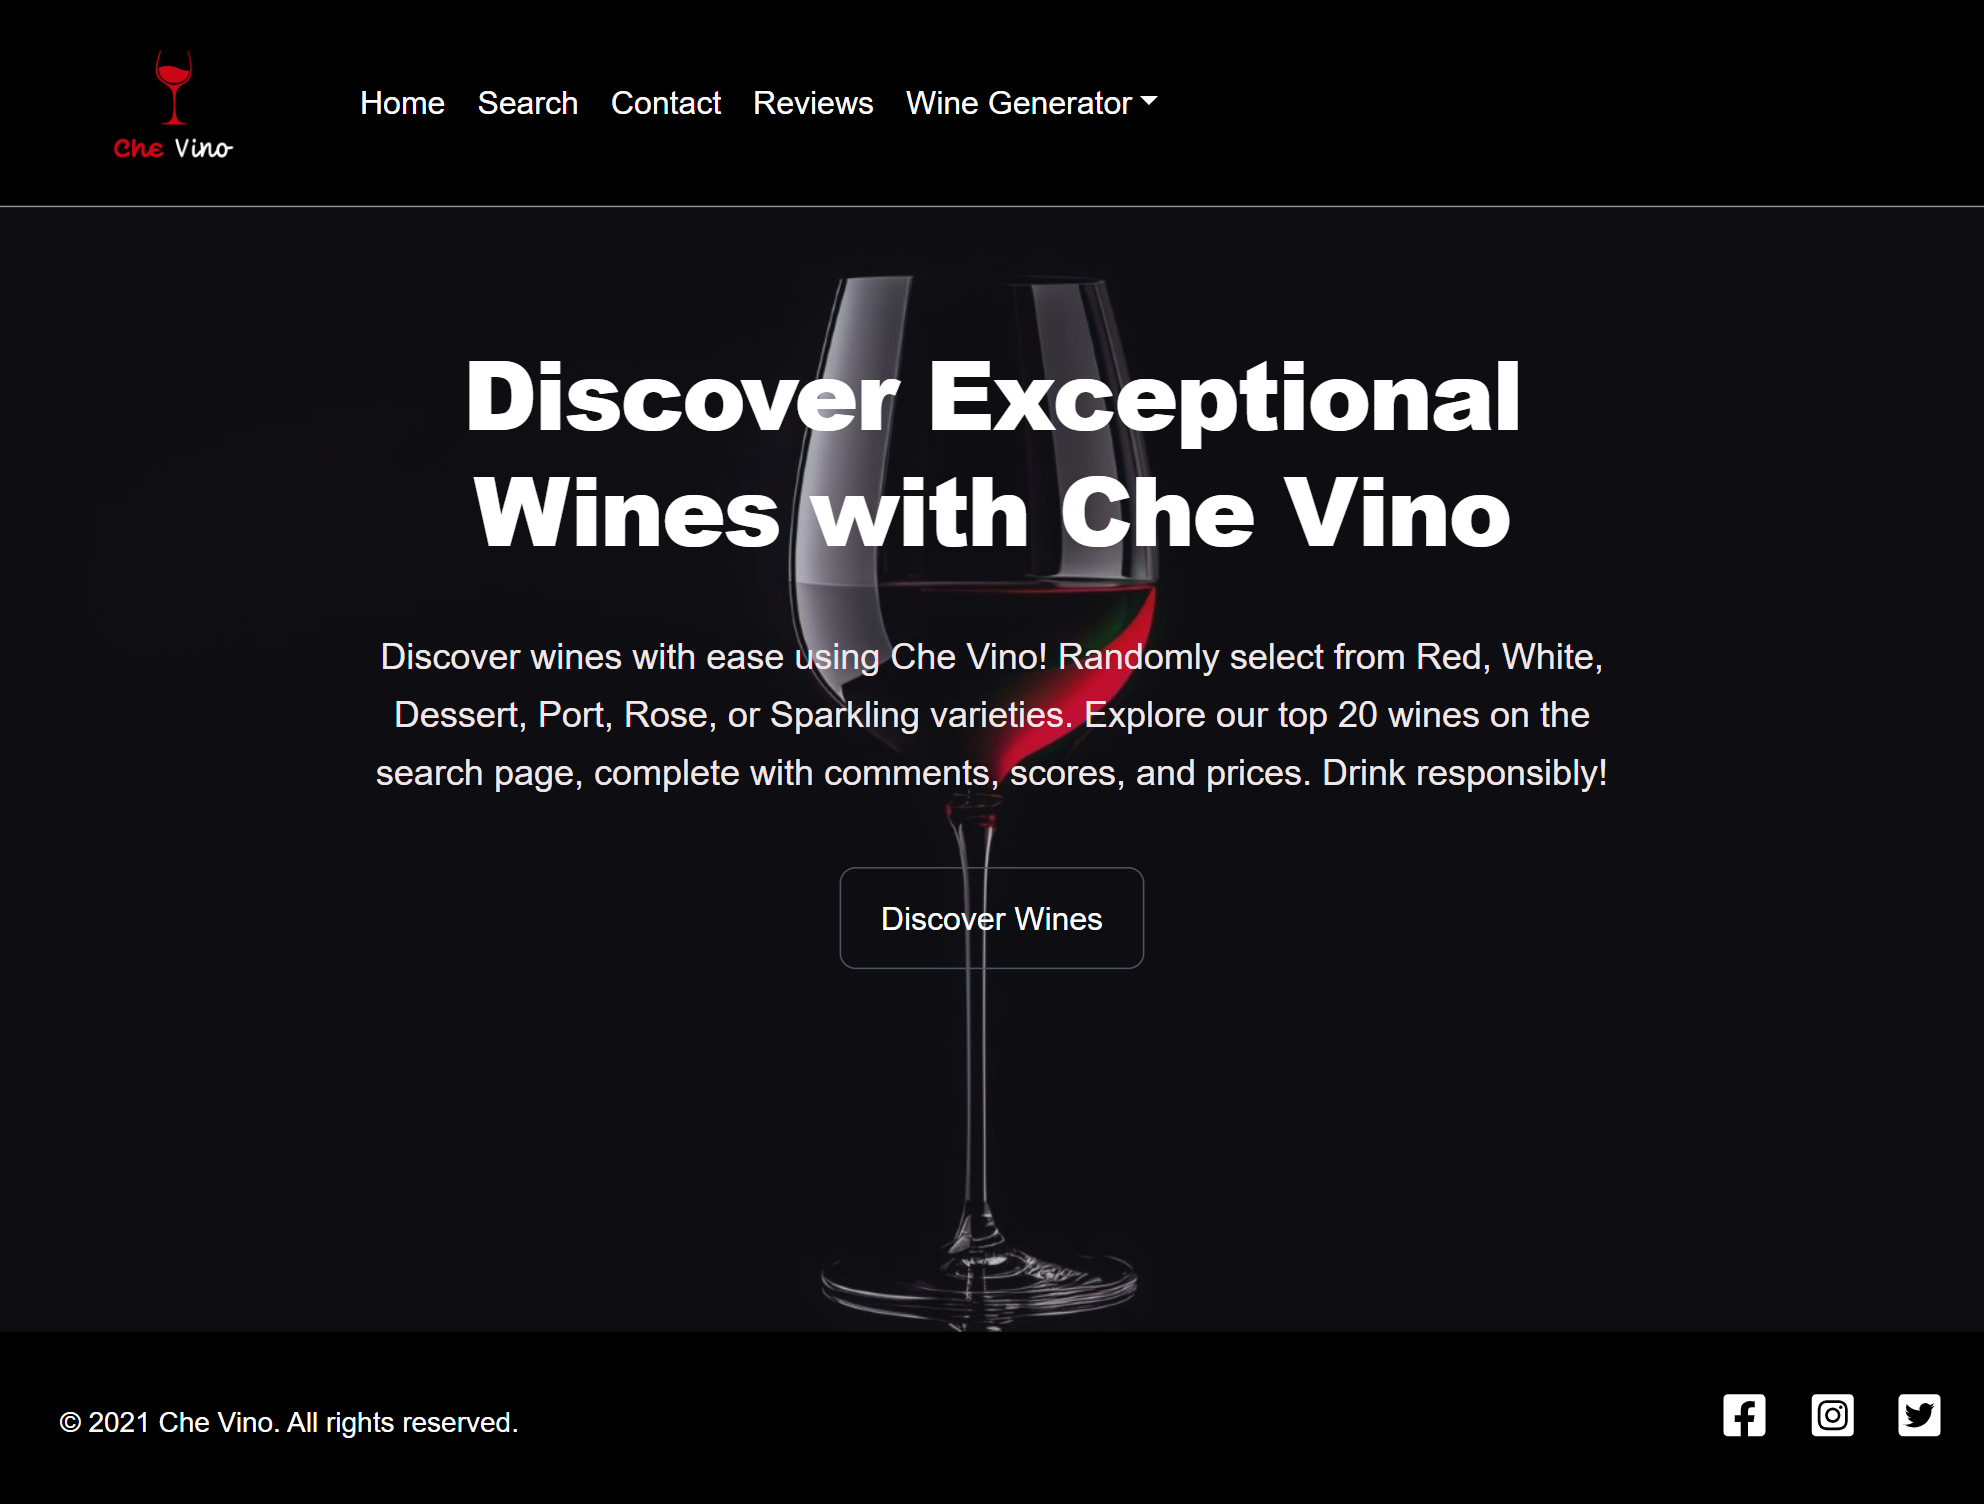 Che Vino
Home Search Contact Reviews Wine Generator
Discover Exceptional
Wines with Che Vino
Discover wines with ease using Che Vino! Randomly select from Red, White,
Dessert, Port, Rose, or Sparkling varieties. Explore our top 20 wines on the
search page, complete with comments, scores, and prices. Drink responsibly!
Discover Wines
© 2021 Che Vino. All rights reserved.